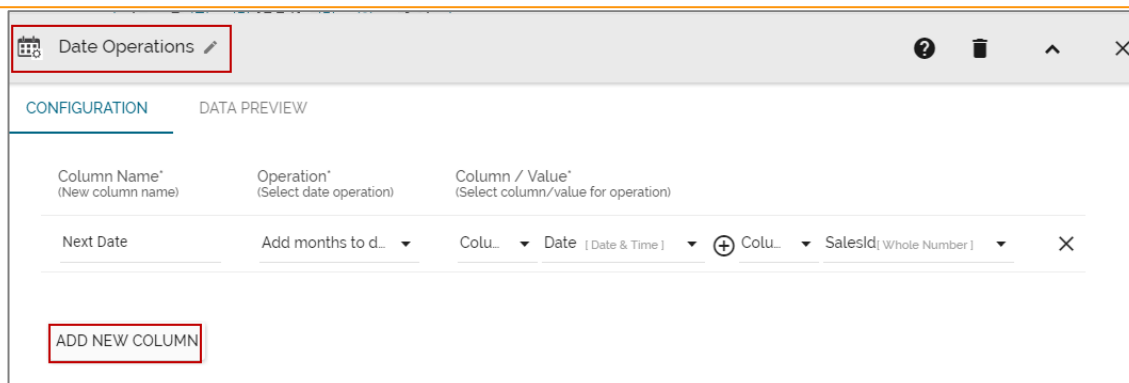 Date Operations
CONFIGURATION DATA PREVIEW
Column Name* Operation* Column / Value*
(New column name) (Select date operation) (Select column/value for operation)
Next Date Add months to d... Colu... Date [ Date & Time ] Colu... SalesId[ Whole Number ]
ADD NEW COLUMN